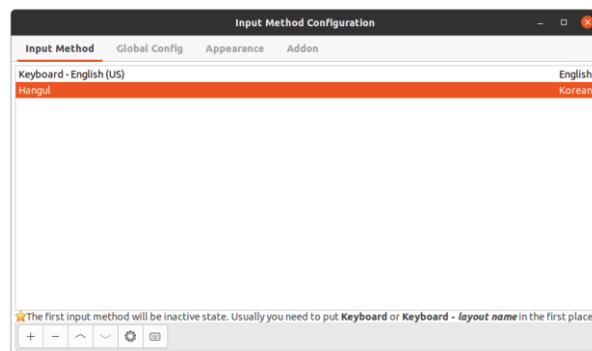 Input Method Configuration
Input Method Global Config Appearance Addon
Keyboard - English (US) English
Hangul Korean
The first input method will be inactive state. Usually you need to put Keyboard or Keyboard - layout name in the first place